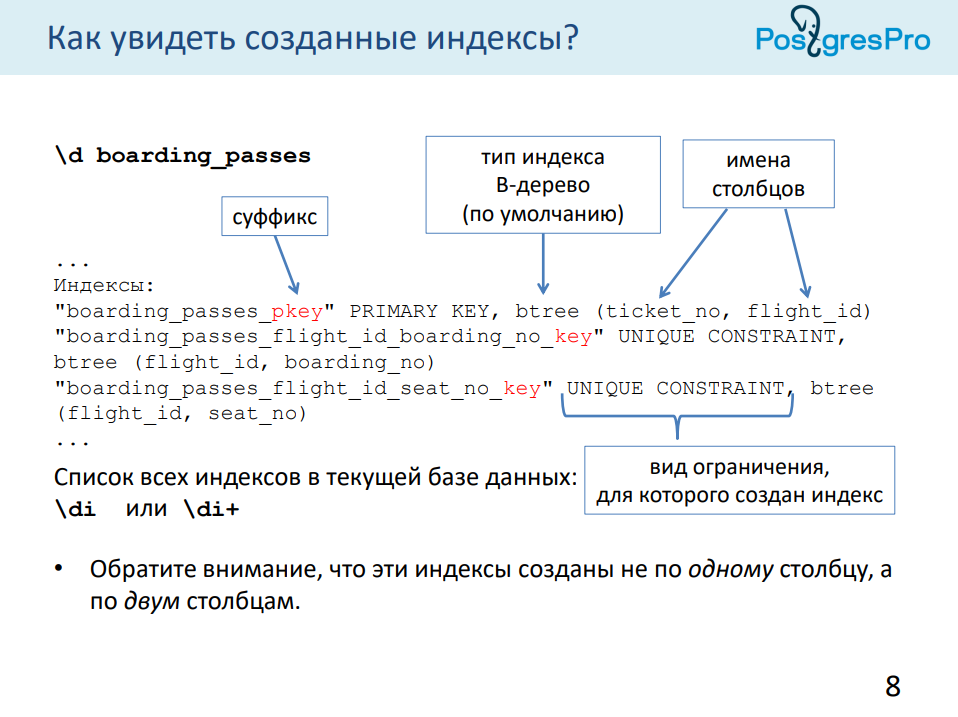 Как увидеть созданные индексы?
PostgresPro
\d boarding_passes
тип индекса
B-дерево
(по умолчанию)
имена
столбцов
суффикс
...
Индексы:
"boarding_passes_pkey" PRIMARY KEY, btree (ticket_no, flight_id)
"boarding_passes_flight_id_boarding_no_key" UNIQUE CONSTRAINT,
btree (flight_id, boarding_no)
"boarding_passes_flight_id_seat_no_key" UNIQUE CONSTRAINT, btree
(flight_id, seat_no)
...
вид ограничения,
для которого создан индекс
Список всех индексов в текущей базе данных:
\di или \di+
• Обратите внимание, что эти индексы созданы не по одному столбцу, а
по двум столбцам.
8